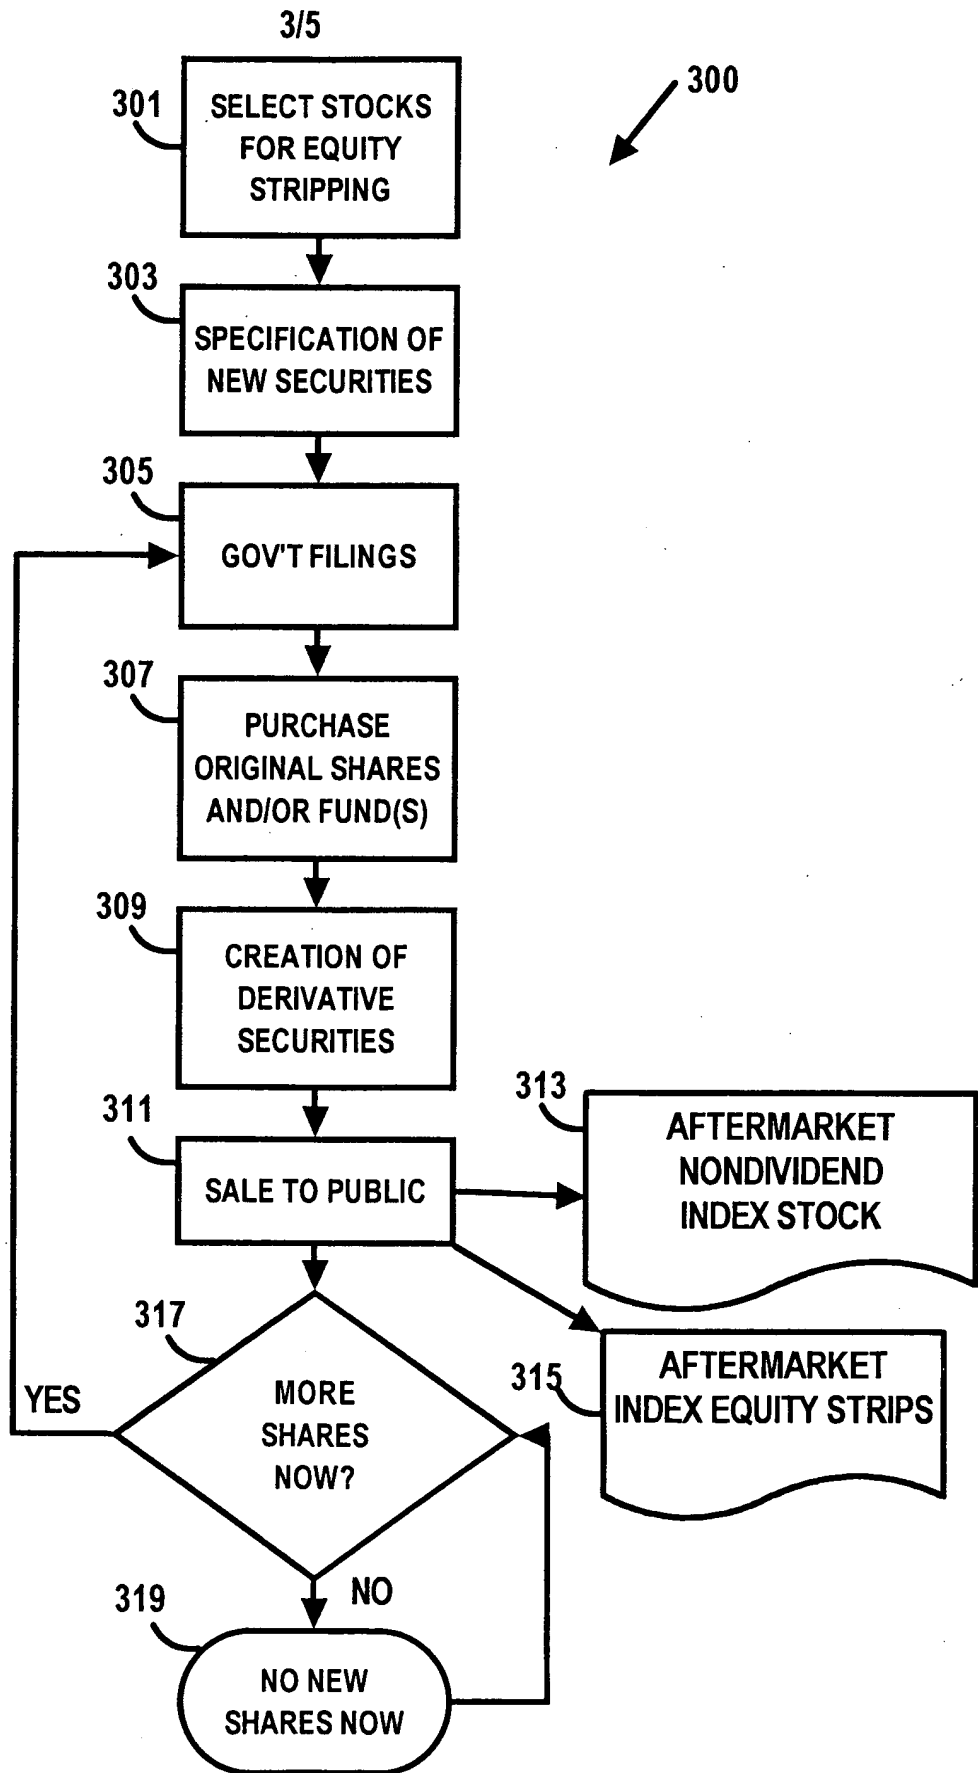 3/5
300
301
SELECT STOCKS
FOR EQUITY
STRIPPING
303
SPECIFICATION OF
NEW SECURITIES
305
GOV'T FILINGS
307
PURCHASE
ORIGINAL SHARES
AND/OR FUND(S)
309
CREATION OF
DERIVATIVE
SECURITIES
311
SALE TO PUBLIC
313
AFTERMARKET
NONDIVIDEND
INDEX STOCK
315
AFTERMARKET
INDEX EQUITY STRIPS
317
MORE
SHARES
NOW?
YES
NO
319
NO NEW
SHARES NOW